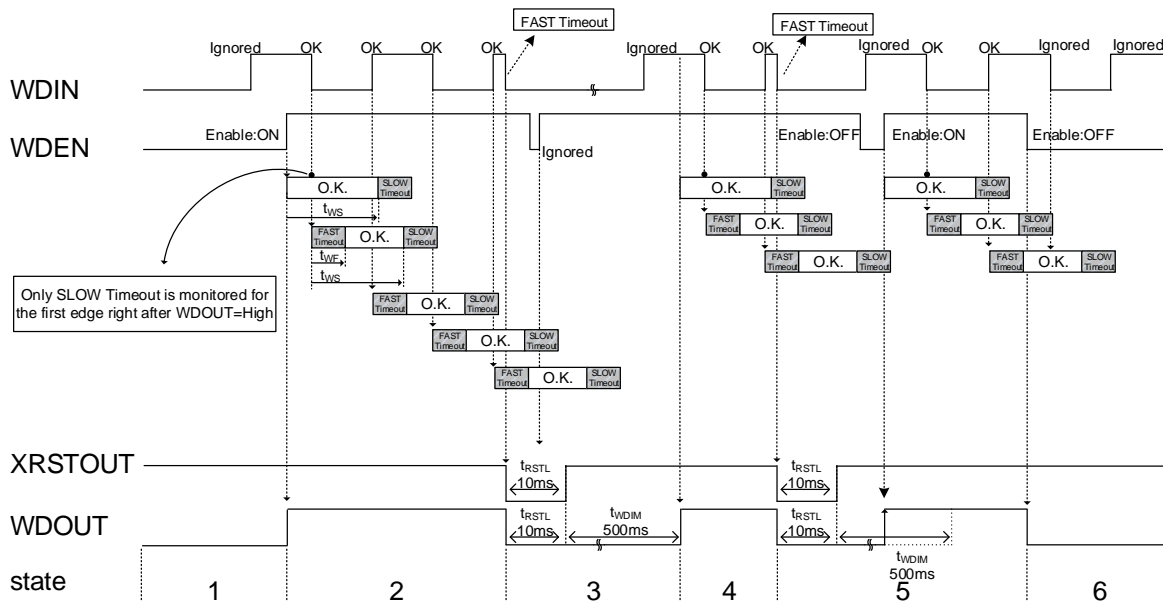 FAST Timeout
FAST Timeout
Ignored OK OK OK OK Ignored OK OK Ignored OK OK Ignored Ignored
WDIN
Enable:ON Enable:OFF Enable:ON Enable:OFF
WDEN
Ignored
O.K. SLOW Timeout
O.K. SLOW Timeout
O.K. SLOW Timeout
tWS
FAST Timeout O.K. SLOW Timeout
FAST Timeout O.K. SLOW Timeout
FAST Timeout O.K. SLOW Timeout
tWF
tWS
FAST Timeout O.K. SLOW Timeout
FAST Timeout O.K. SLOW Timeout
Only SLOW Timeout is monitored for
the first edge right after WDOUT=High
FAST Timeout O.K. SLOW Timeout
FAST Timeout O.K. SLOW Timeout
FAST Timeout O.K. SLOW Timeout
XRSTOUT
tRSTL
10ms
tRSTL
10ms
WDOUT
tRSTL
10ms
tWDIM
500ms
tRSTL
10ms
tWDIM
500ms
state
1 2 3 4 5 6